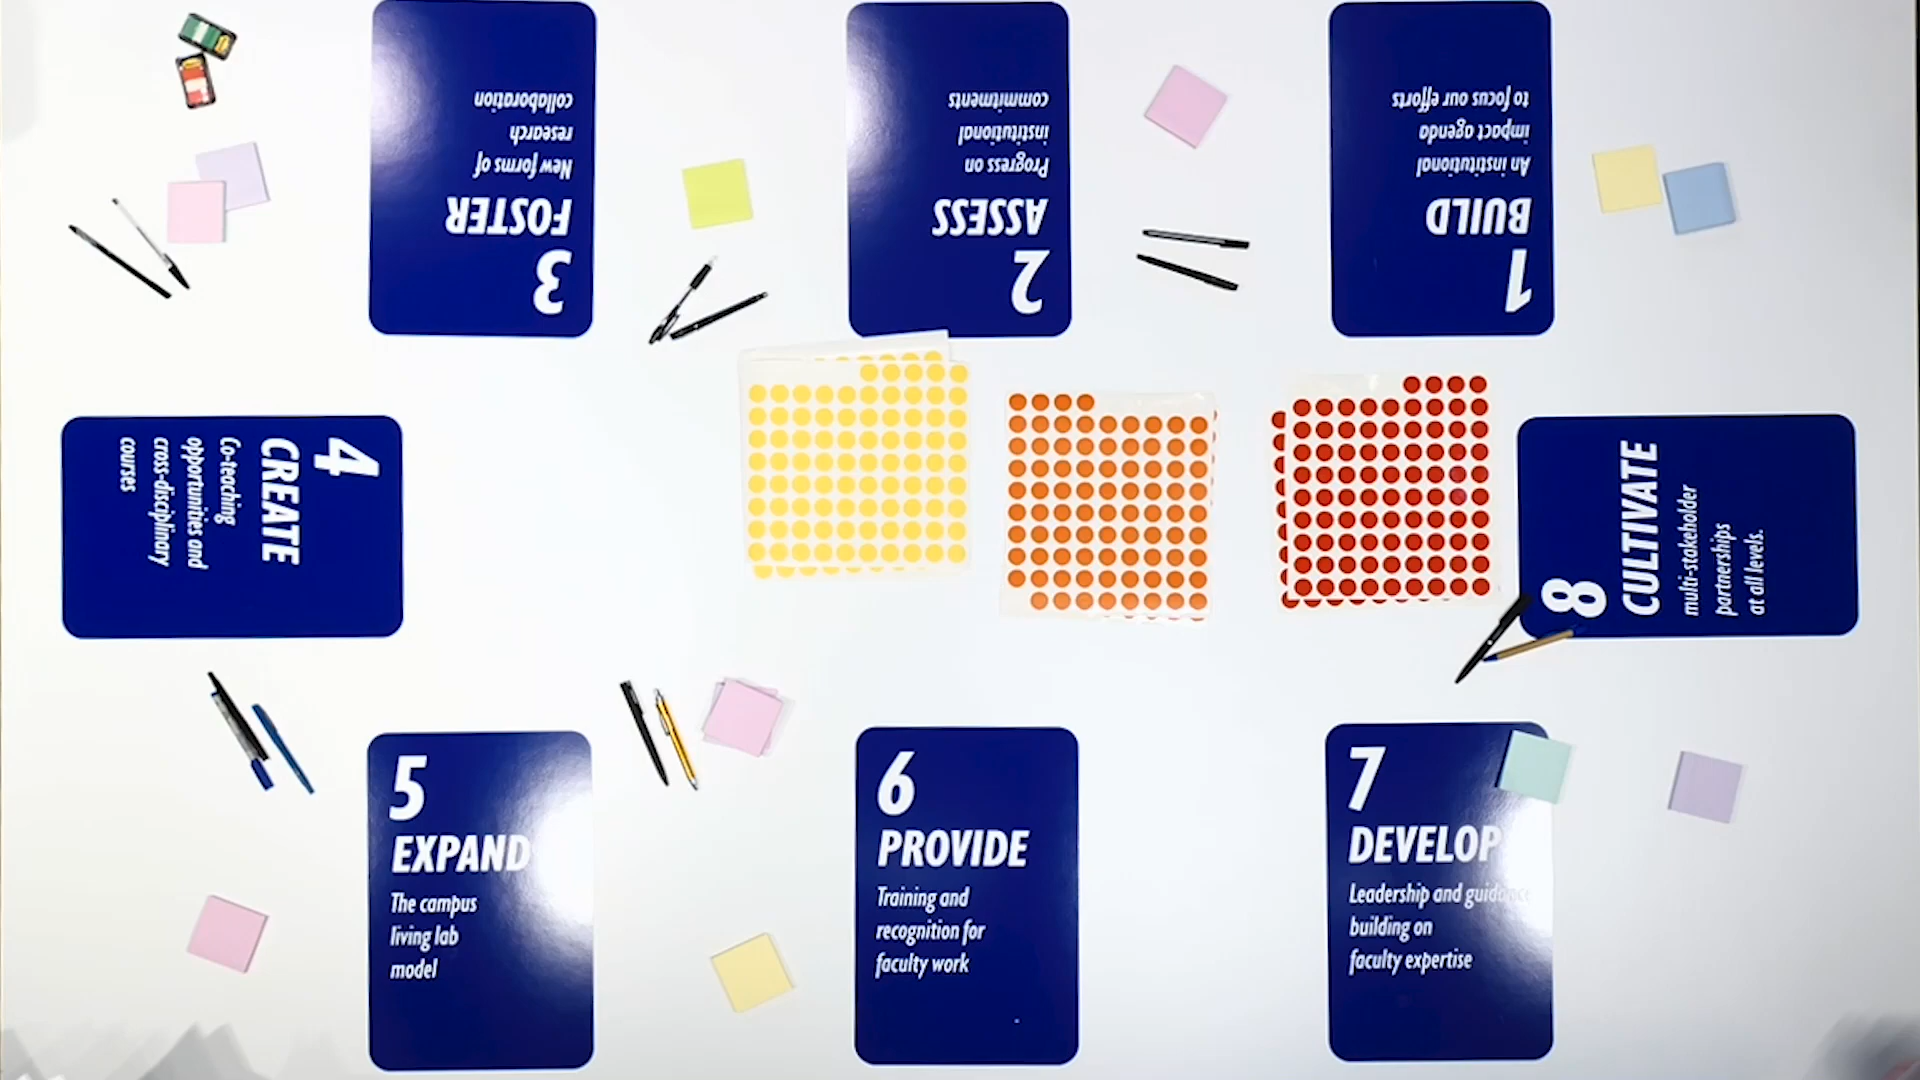 1
BUILD
An institutional
impact agenda
to focus our efforts
2
ASSESS
Progress on
institutional
commitments
3
FOSTER
New forms of
research
collaboration
4
CREATE
Co-teaching
opportunities and
cross-disciplinary
courses
5
EXPAND
The campus
living lab
model
6
PROVIDE
Training and
recognition for
faculty work
7
DEVELOP
Leadership and guidance
building on
faculty expertise
8
CULTIVATE
multi-stakeholder
partnerships
at all levels.